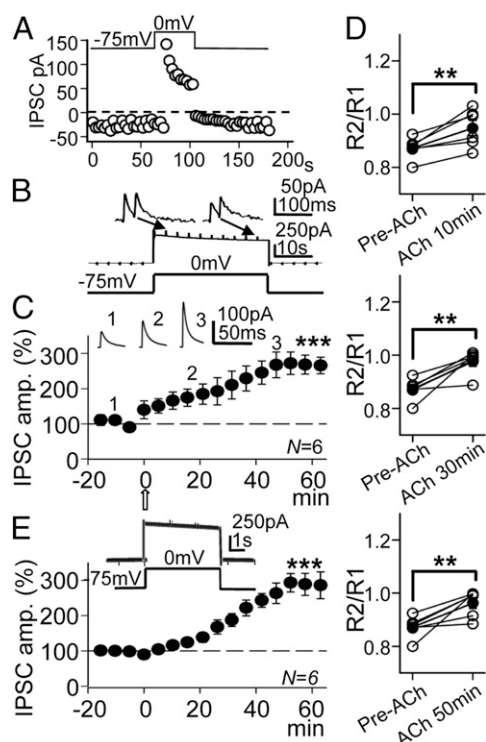 A
-75mV
0mV
IPSC pA
150
100
50
0
-50
0
50
100
150
200s
B
50pA
100ms
250pA
10s
-75mV
0mV
C
1
2
3
100pA
50ms
IPSC amp. (%)
300
200
100
0
1
2
3
***
N=6
-20
0
20
40
60
min
E
250pA
1s
-75mV
0mV
IPSC amp. (%)
300
200
100
0
***
N=6
-20
0
20
40
60
min
D
R2/R1
1.2
1.0
0.8
**
Pre-ACh
ACh 10min
R2/R1
1.2
1.0
0.8
**
Pre-ACh
ACh 30min
R2/R1
1.2
1.0
0.8
**
Pre-ACh
ACh 50min